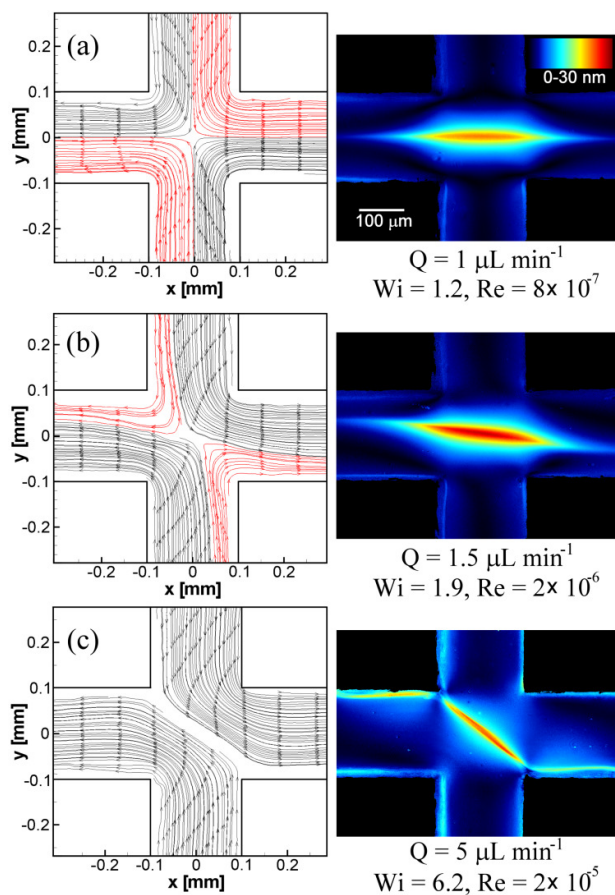 (a)
0.2
0.1
0
-0.1
-0.2
y [mm]
-0.2 -0.1 0 0.1 0.2
x [mm]
0-30 nm
100 μm
Q = 1 μL min⁻¹
Wi = 1.2, Re = 8× 10⁻⁷
(b)
0.2
0.1
0
-0.1
-0.2
y [mm]
-0.2 -0.1 0 0.1 0.2
x [mm]
Q = 1.5 μL min⁻¹
Wi = 1.9, Re = 2× 10⁻⁶
(c)
0.2
0.1
0
-0.1
-0.2
y [mm]
-0.2 -0.1 0 0.1 0.2
x [mm]
Q = 5 μL min⁻¹
Wi = 6.2, Re = 2× 10⁻⁵